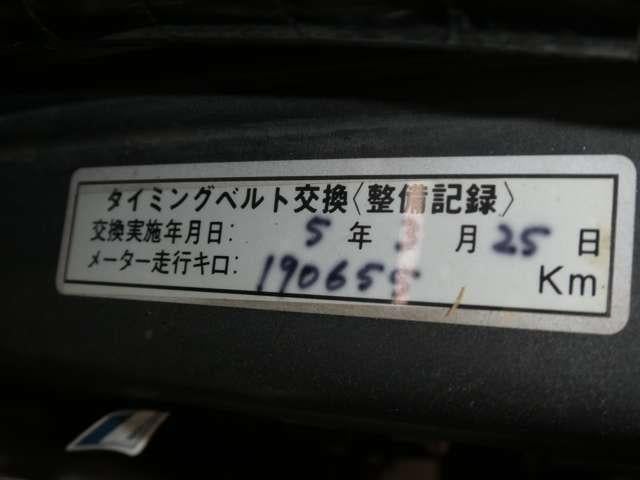 タイミングベルト交換〈整備記録〉
交換実施年月日: 5 年 3 月 25 日
メーター走行キロ: 190655 Km